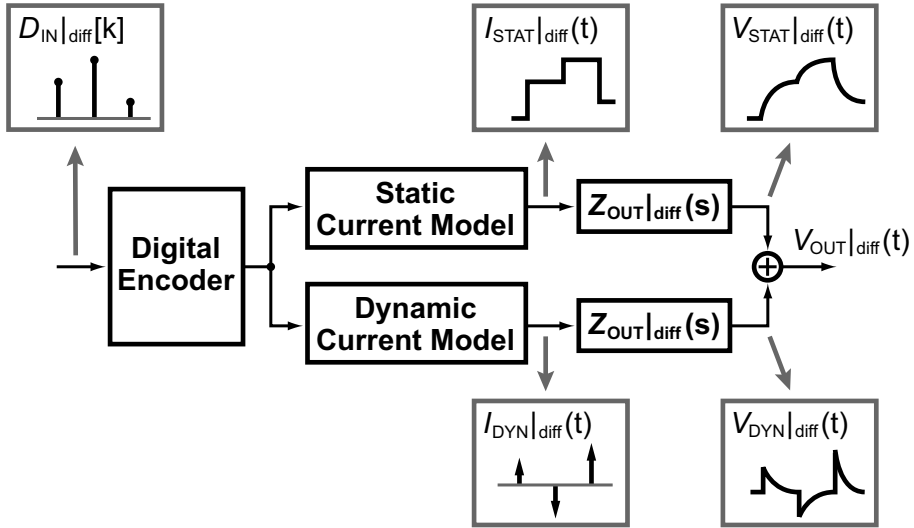 D_IN|diff[k]
I_STAT|diff(t)
V_STAT|diff(t)
Static
Current Model
Z_OUT|diff(s)
Digital
Encoder
V_OUT|diff(t)
Dynamic
Current Model
Z_OUT|diff(s)
I_DYN|diff(t)
V_DYN|diff(t)